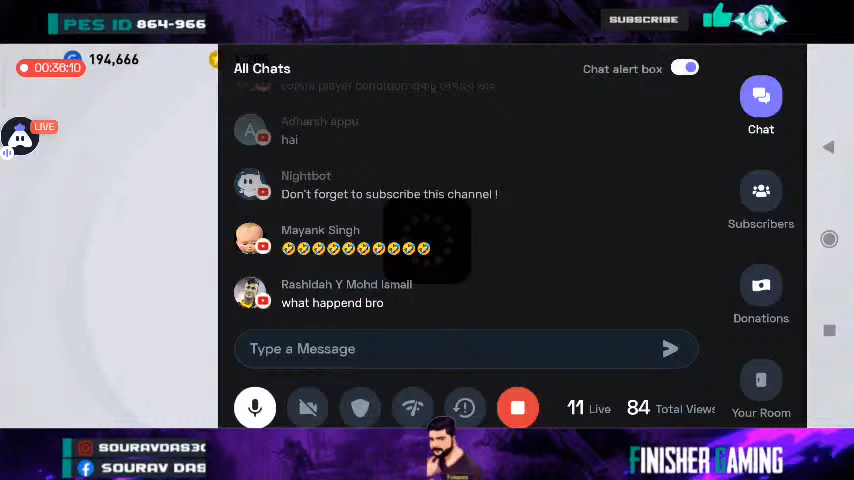 PES ID 864-966
SUBSCRIBE
194,666
00:36:10
All Chats
Chat alert box
LIVE
Adharsh appu
hai
Chat
Nightbot
Don't forget to subscribe this channel !
Subscribers
Mayank Singh
🤣🤣🤣🤣🤣🤣🤣🤣🤣🤣
Rashidah Y Mohd Ismail
what happend bro
Donations
Type a Message
11 Live 84 Total Views
Your Room
SOURAVDAS30
SOURAV DAS
FINISHER GAMING